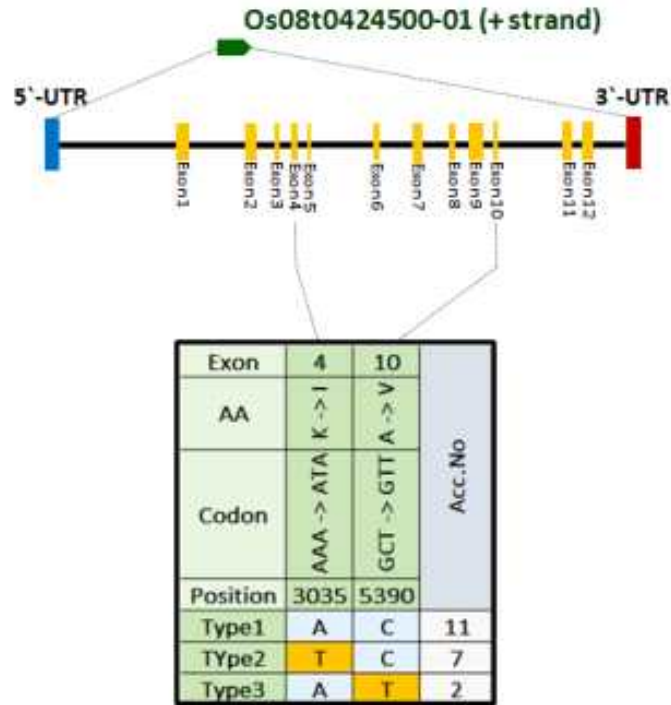 Os08t0424500-01 (+ strand)
5`-UTR 3`-UTR
Exon1 Exon2 Exon3 Exon4 Exon5 Exon6 Exon7 Exon8 Exon9 Exon10 Exon11 Exon12
Exon 4 10 Acc.No
AA K -> I A -> V
Codon AAA -> ATA GCT -> GTT
Position 3035 5390
Type1 A C 11
TYpe2 T C 7
Type3 A T 2